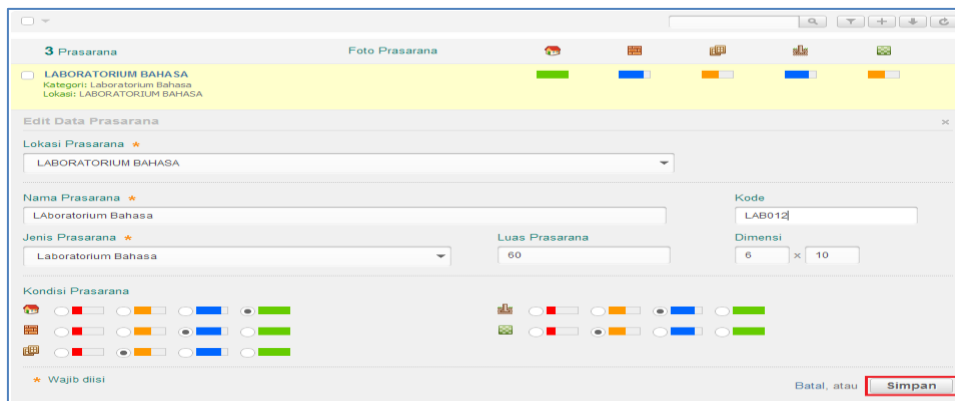 3 Prasarana Foto Prasarana
LABORATORIUM BAHASA
Kategori: Laboratorium Bahasa
Lokasi: LABORATORIUM BAHASA
Edit Data Prasarana ×
Lokasi Prasarana *
LABORATORIUM BAHASA
Nama Prasarana * Kode
LAboratorium Bahasa LAB012
Jenis Prasarana * Luas Prasarana Dimensi
Laboratorium Bahasa 60 6 × 10
Kondisi Prasarana
* Wajib diisi
Batal, atau Simpan